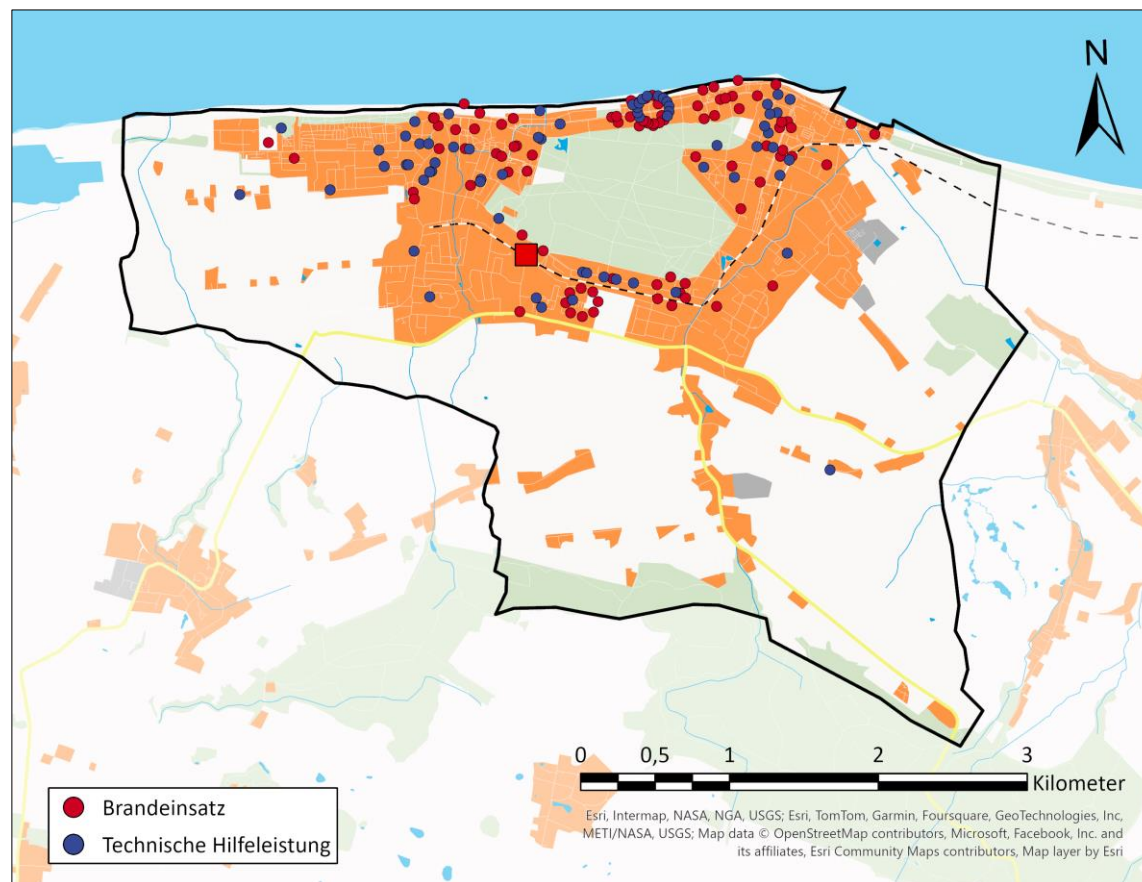 N
0 0,5 1 2 3
Kilometer
Brandeinsatz
Technische Hilfeleistung
Esri, Intermap, NASA, NGA, USGS; Esri, TomTom, Garmin, Foursquare, GeoTechnologies, Inc,
METI/NASA, USGS; Map data © OpenStreetMap contributors, Microsoft, Facebook, Inc. and
its affiliates, Esri Community Maps contributors, Map layer by Esri